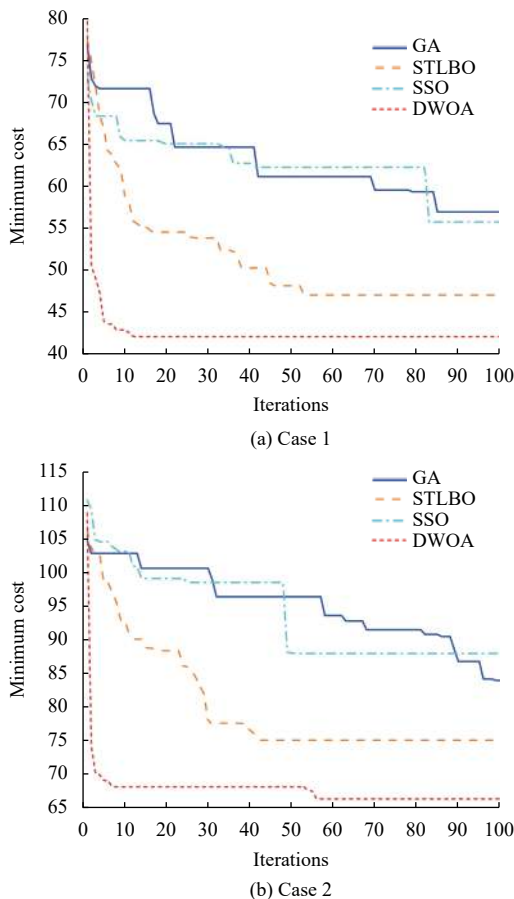 80
75
70
65
60
55
50
45
40
Minimum cost
GA
STLBO
SSO
DWOA
0 10 20 30 40 50 60 70 80 90 100
Iterations
(a) Case 1
115
110
105
100
95
90
85
80
75
70
65
Minimum cost
GA
STLBO
SSO
DWOA
0 10 20 30 40 50 60 70 80 90 100
Iterations
(b) Case 2